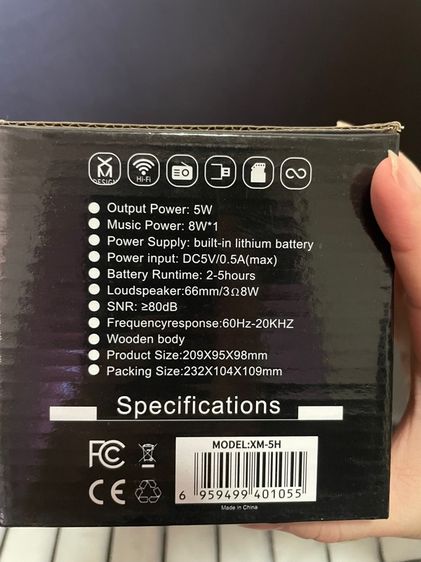 XM
DESIGN
Hi-Fi
Output Power: 5W
Music Power: 8W*1
Power Supply: built-in lithium battery
Power input: DC5V/0.5A(max)
Battery Runtime: 2-5hours
Loudspeaker:66mm/3Ω8W
SNR: ≥80dB
Frequencyresponse:60Hz-20KHZ
Wooden body
Product Size:209X95X98mm
Packing Size:232X104X109mm
Specifications
FC
CE
MODEL:XM-5H
6 959499 401055
Made in China